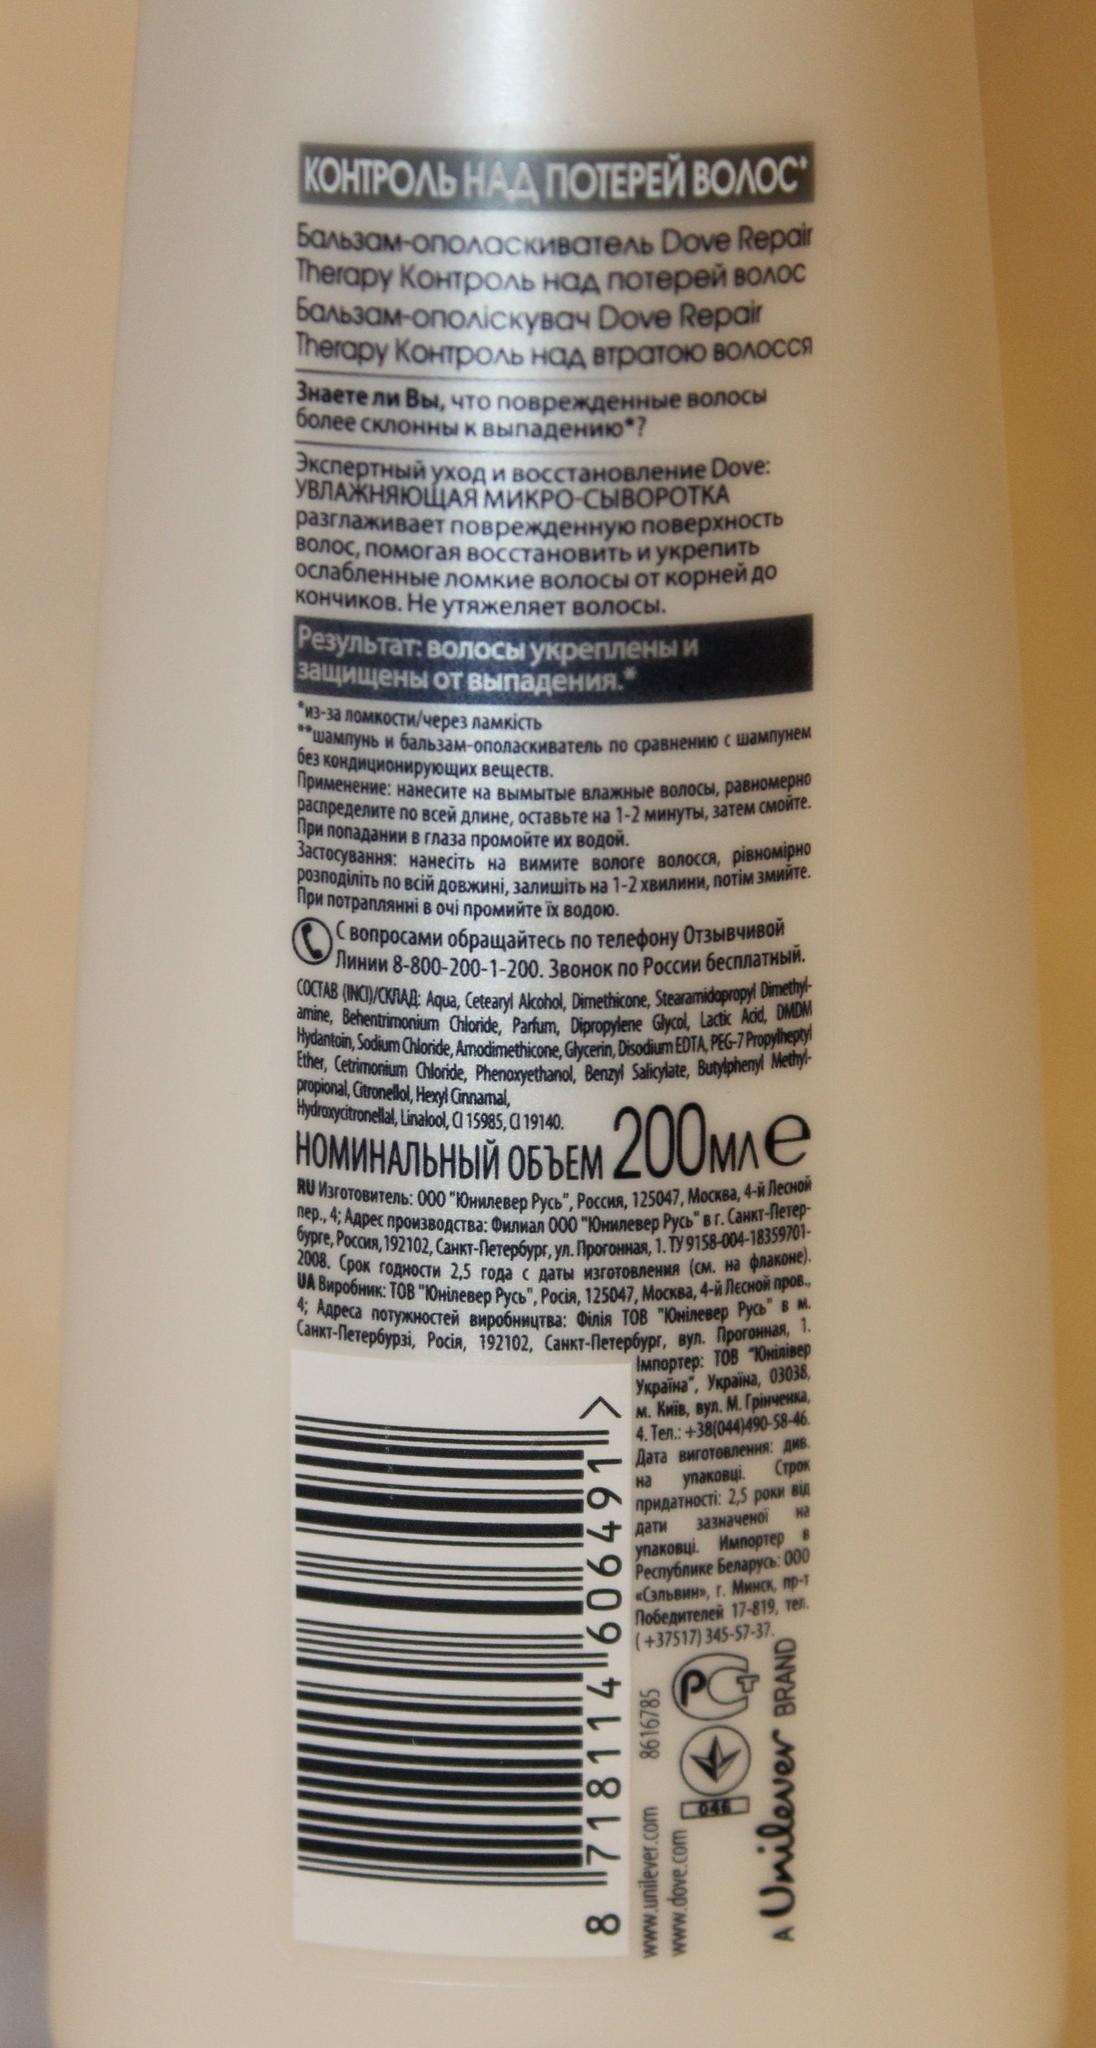 КОНТРОЛЬ НАД ПОТЕРЕЙ ВОЛОС*
Бальзам-ополаскиватель Dove Repair
Therapy Контроль над потерей волос
Бальзам-ополіскувач Dove Repair
Therapy Контроль над втратою волосся
Знаете ли Вы, что поврежденные волосы
более склонны к выпадению*?
Экспертный уход и восстановление Dove:
УВЛАЖНЯЮЩАЯ МИКРО-СЫВОРОТКА
разглаживает поврежденную поверхность
волос, помогая восстановить и укрепить
ослабленные ломкие волосы от корней до
кончиков. Не утяжеляет волосы.
Результат: волосы укреплены и
защищены от выпадения.*
*из-за ломкости/через ламкість
**шампунь и бальзам-ополаскиватель по сравнению с шампунем
без кондиционирующих веществ.
Применение: нанесите на вымытые влажные волосы, равномерно
распределите по всей длине, оставьте на 1-2 минуты, затем смойте.
При попадании в глаза промойте их водой.
Застосування: нанесіть на вимите вологе волосся, рівномірно
розподіліть по всій довжині, залишіть на 1-2 хвилини, потім змийте.
При потраплянні в очі промийте їх водою.
С вопросами обращайтесь по телефону Отзывчивой
Линии 8-800-200-1-200. Звонок по России бесплатный.
СОСТАВ (INCI)/СКЛАД: Aqua, Cetearyl Alcohol, Dimethicone, Stearamidopropyl Dimethyl-
amine, Behentrimonium Chloride, Parfum, Dipropylene Glycol, Lactic Acid, DMDM
Hydantoin, Sodium Chloride, Amodimethicone, Glycerin, Disodium EDTA, PEG-7 Propylheptyl
Ether, Cetrimonium Chloride, Phenoxyethanol, Benzyl Salicylate, Butylphenyl Methyl-
propional, Citronellol, Hexyl Cinnamal,
Hydroxycitronellal, Linalool, CI 15985, CI 19140.
НОМИНАЛЬНЫЙ ОБЪЕМ 200МЛ e
RU Изготовитель: ООО "Юнилевер Русь", Россия, 125047, Москва, 4-й Лесной
пер., 4; Адрес производства: Филиал ООО "Юнилевер Русь" в г. Санкт-Петер-
бурге, Россия, 192102, Санкт-Петербург, ул. Прогонная, 1. ТУ 9158-004-18359701-
2008. Срок годности 2,5 года с даты изготовления (см. на флаконе).
UA Виробник: ТОВ "Юнілевер Русь", Росія, 125047, Москва, 4-й Лєсной пров.,
4; Адреса потужностей виробництва: Філія ТОВ "Юнілевер Русь" в м.
Санкт-Петербурзі, Росія, 192102, Санкт-Петербург, вул. Прогонная, 1.
Імпортер: ТОВ "Юнілівер
Україна", Україна, 03038,
м. Київ, вул. М. Грінченка,
4. Тел.: +38(044)490-58-46.
Дата виготовлення: див.
на упаковці. Строк
придатності: 2,5 роки від
дати зазначеної на
упаковці. Импортер в
Республике Беларусь: ООО
«Сэльвин», г. Минск, пр-т
Победителей 17-819, тел.
( +37517) 345-57-37.
8 718114 606491 >
www.unilever.com 8616785
www.dove.com
046
A Unilever BRAND